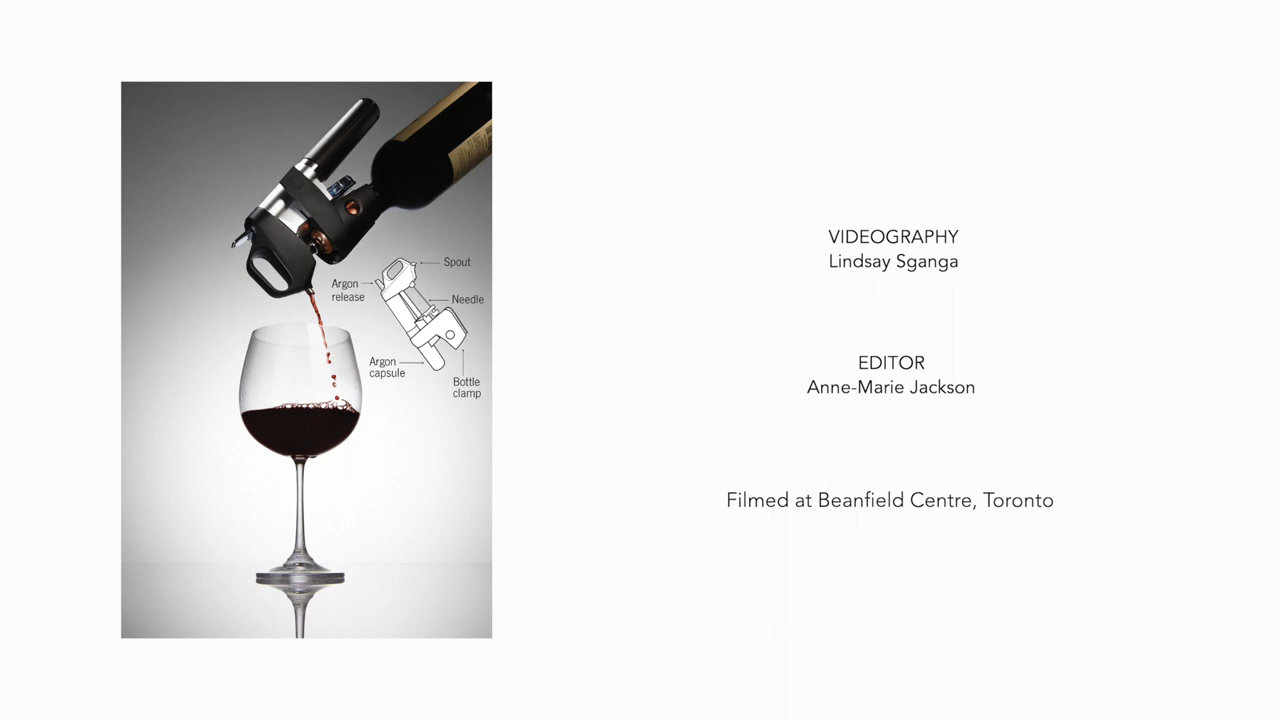 Spout
Argon
release
Needle
Argon
capsule
Bottle
clamp
VIDEOGRAPHY
Lindsay Sganga
EDITOR
Anne-Marie Jackson
Filmed at Beanfield Centre, Toronto